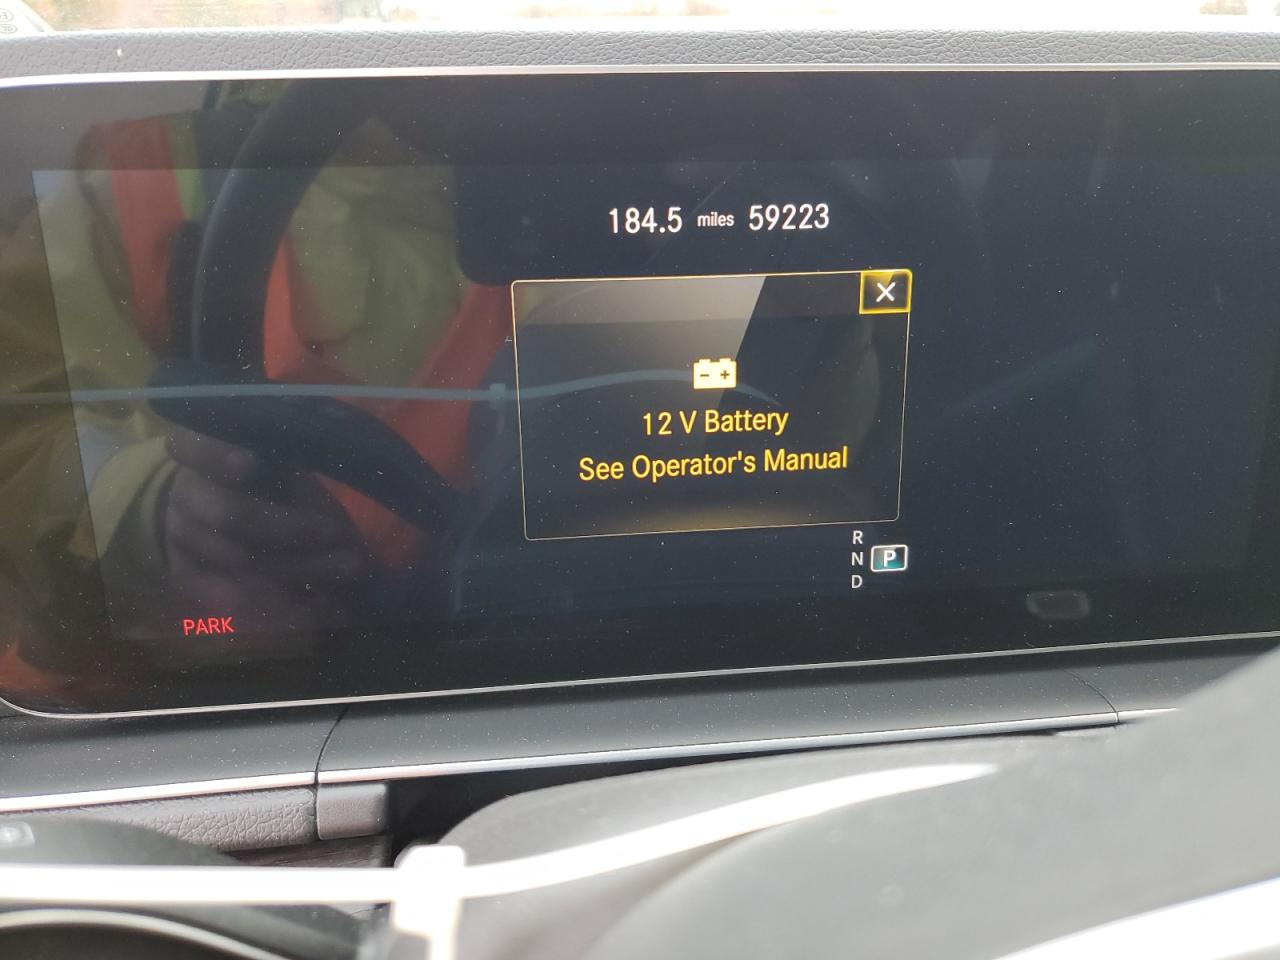 184.5 miles 59223
X
12 V Battery
See Operator's Manual
R
N P
D
PARK